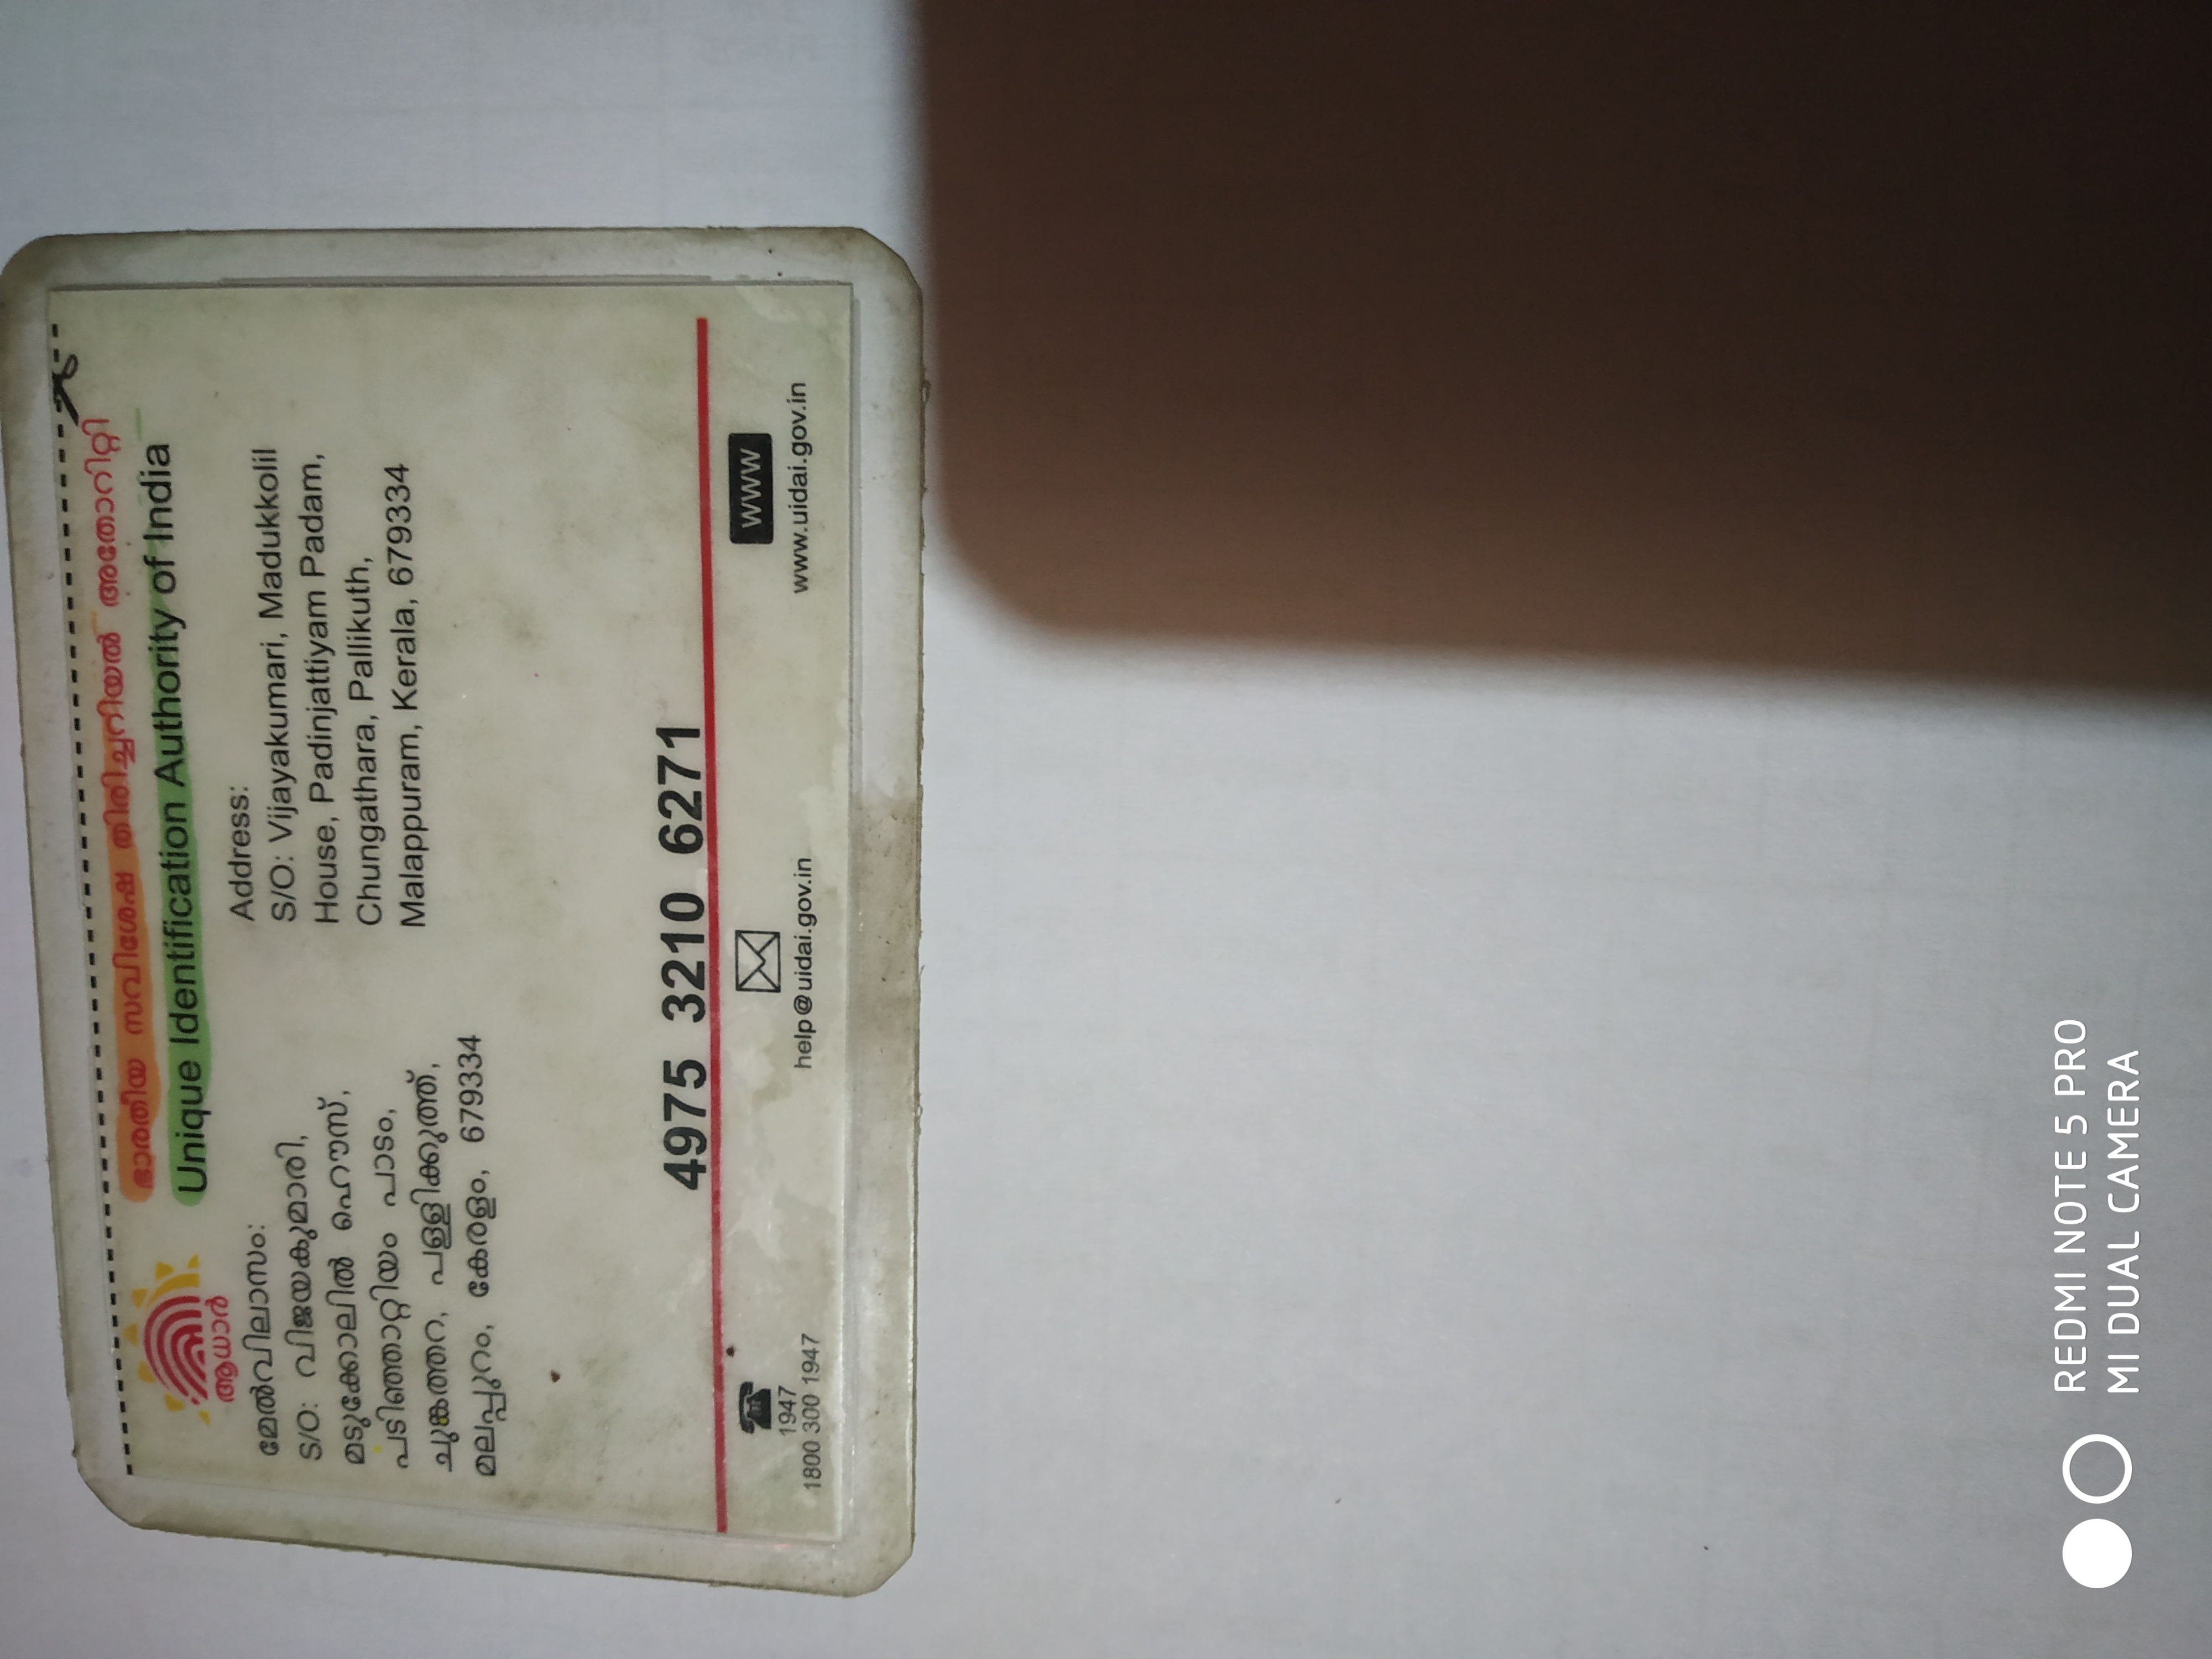 ഭാരതീയ സവിശേഷ തിരിച്ചറിയൽ അതോറിറ്റി
Unique Identification Authority of India
ആധാർ
മേൽവിലാസം:
S/O: വിജയകുമാരി,
മടുക്കോലിൽ ഹൌസ്,
പടിഞ്ഞാറ്റിയം പാടം,
ചുങ്കത്തറ, പള്ളിക്കുത്ത്,
മലപ്പുറം, കേരളം, 679334
Address:
S/O: Vijayakumari, Madukkolil
House, Padinjattiyam Padam,
Chungathara, Pallikuth,
Malappuram, Kerala, 679334
4975 3210 6271
1947
1800 300 1947
help@uidai.gov.in
www
www.uidai.gov.in
REDMI NOTE 5 PRO
MI DUAL CAMERA